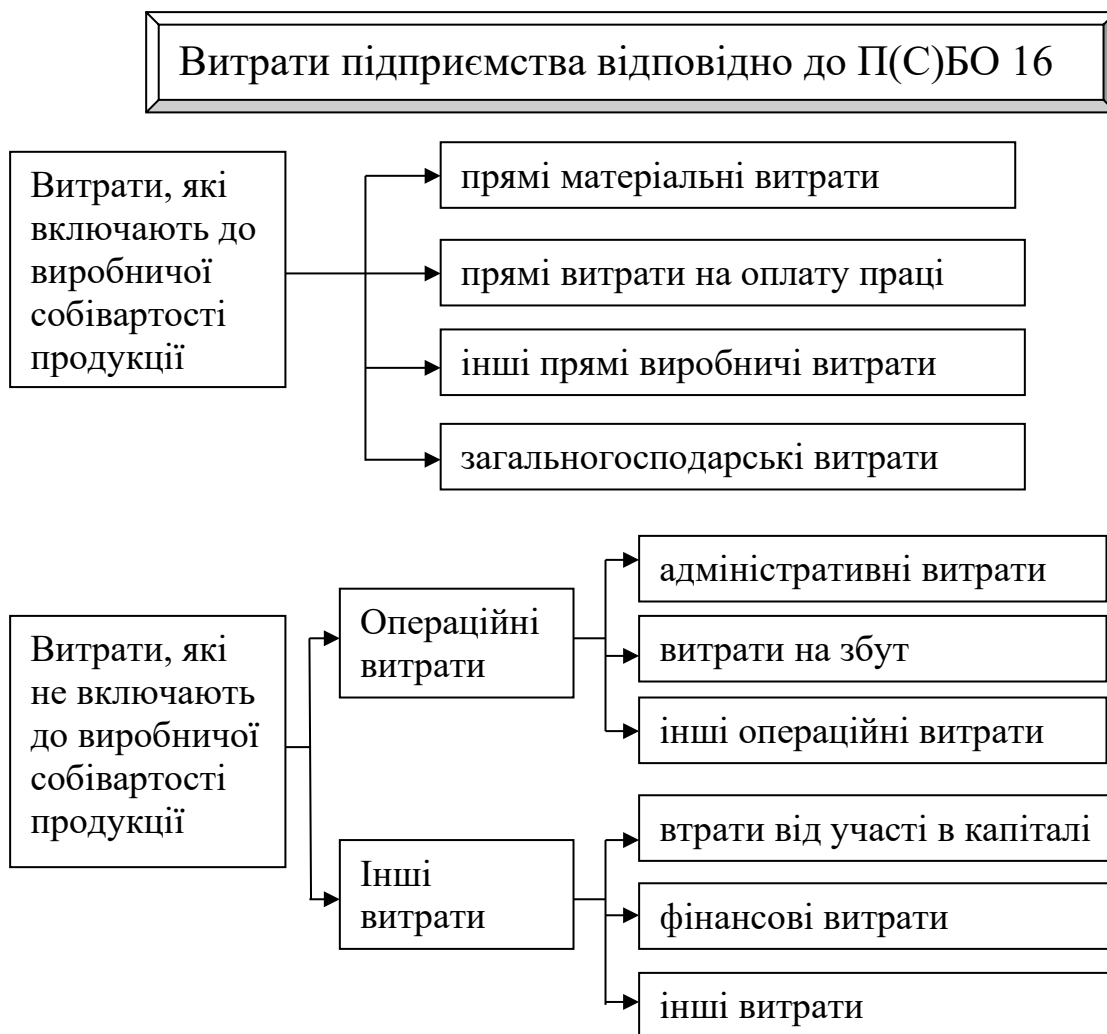 Витрати підприємства відповідно до П(С)БО 16
Витрати, які
включають до
виробничої
собівартості
продукції
прямі матеріальні витрати
прямі витрати на оплату праці
інші прямі виробничі витрати
загальногосподарські витрати
Витрати, які
не включають
до виробничої
собівартості
продукції
Операційні
витрати
адміністративні витрати
витрати на збут
інші операційні витрати
Інші
витрати
втрати від участі в капіталі
фінансові витрати
інші витрати